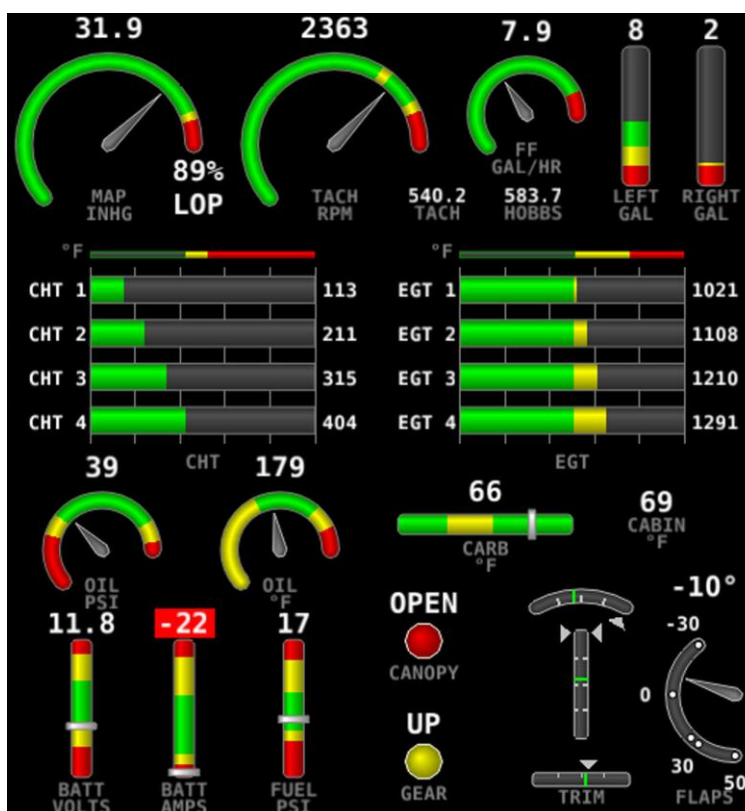 31.9
2363
7.9
8
2
89%
LOP
MAP
INHG
TACH
RPM
540.2
TACH
FF
GAL/HR
583.7
HOBBS
LEFT
GAL
RIGHT
GAL
°F
CHT 1
113
CHT 2
211
CHT 3
315
CHT 4
404
CHT
°F
EGT 1
1021
EGT 2
1108
EGT 3
1210
EGT 4
1291
EGT
39
OIL
PSI
179
OIL
°F
66
CARB
°F
69
CABIN
°F
11.8
BATT
VOLTS
-22
BATT
AMPS
17
FUEL
PSI
OPEN
CANOPY
UP
GEAR
TRIM
-10°
-30
0
30
50
FLAPS